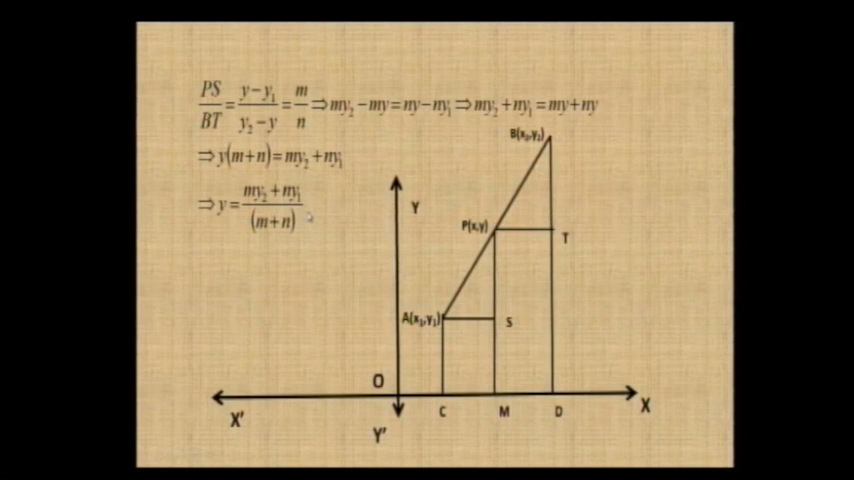 PS/BT = y−y₁/y₂−y = m/n ⇒ my₂−my = ny−ny₁ ⇒ my₂+ny₁ = my+ny
⇒ y(m+n) = my₂+ny₁
⇒ y = my₂+ny₁/(m+n)
B(x₂,y₂)
Y
P(x,y)
T
A(x₁,y₁)
S
O
X
C M D
X'
Y'